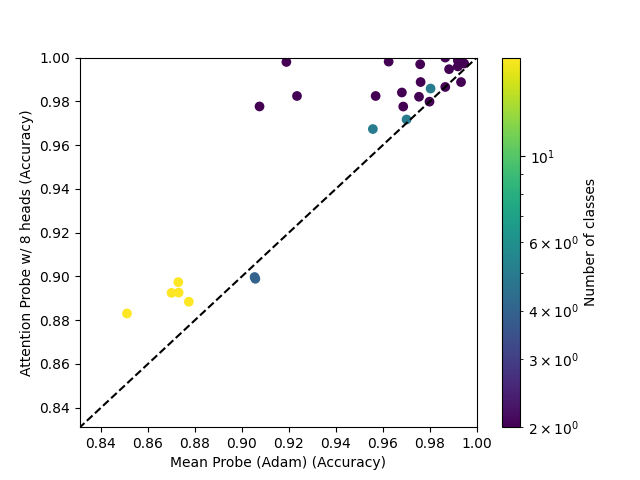 1.00
0.98
0.96
0.94
0.92
0.90
0.88
0.86
0.84
Attention Probe w/ 8 heads (Accuracy)
0.84 0.86 0.88 0.90 0.92 0.94 0.96 0.98 1.00
Mean Probe (Adam) (Accuracy)
10¹
6 × 10⁰
4 × 10⁰
3 × 10⁰
2 × 10⁰
Number of classes